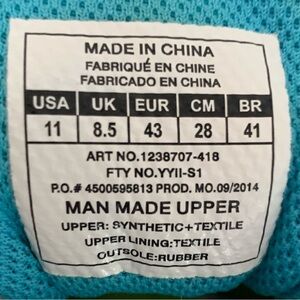 MADE IN CHINA
FABRIQUÉ EN CHINE
FABRICADO EN CHINA
USA UK EUR CM BR
11 8.5 43 28 41
ART NO.1238707-418
FTY NO.YYII-S1
P.O.# 4500595813 PROD. MO.09/2014
MAN MADE UPPER
UPPER: SYNTHETIC+TEXTILE
UPPER LINING:TEXTILE
OUTSOLE:RUBBER